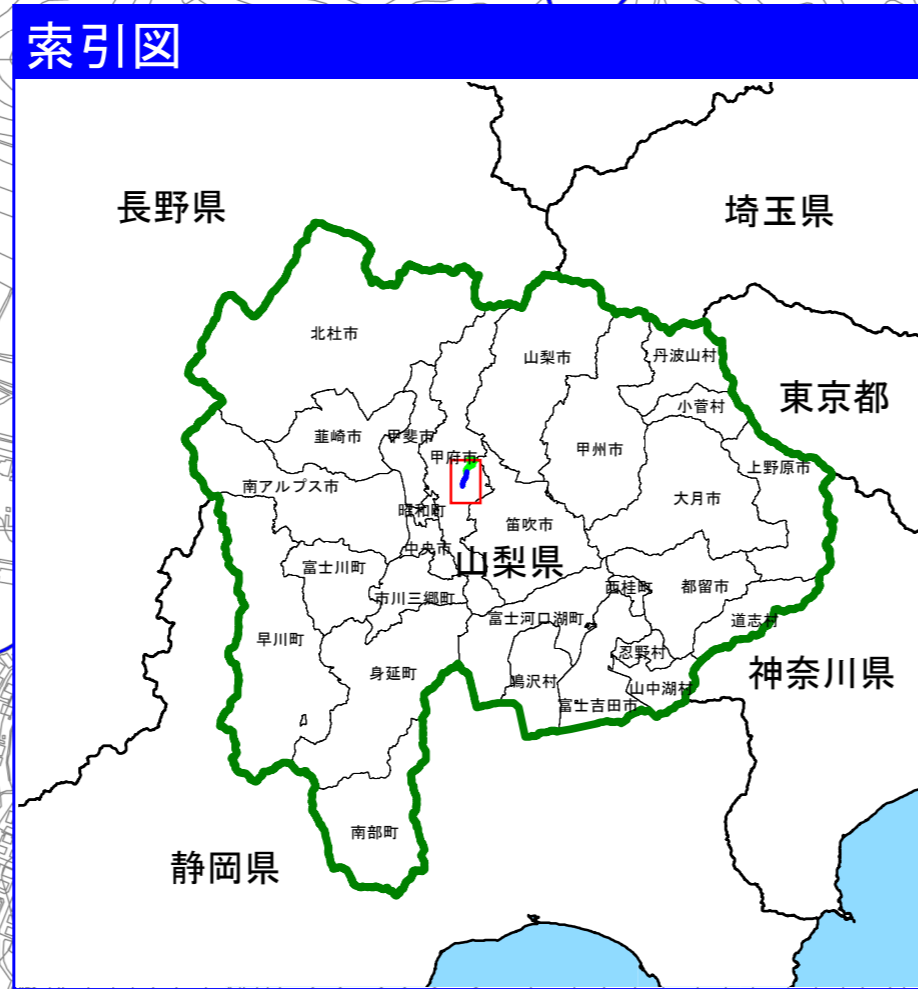 索引図
長野県
埼玉県
北杜市
山梨市
丹波山村
東京都
小菅村
韮崎市
甲斐市
甲府市
甲州市
上野原市
南アルプス市
大月市
昭和町
笛吹市
中央市
山梨県
富士川町
西桂町
都留市
市川三郷町
富士河口湖町
道志村
早川町
忍野村
身延町
鳴沢村
山中湖村
神奈川県
富士吉田市
南部町
静岡県